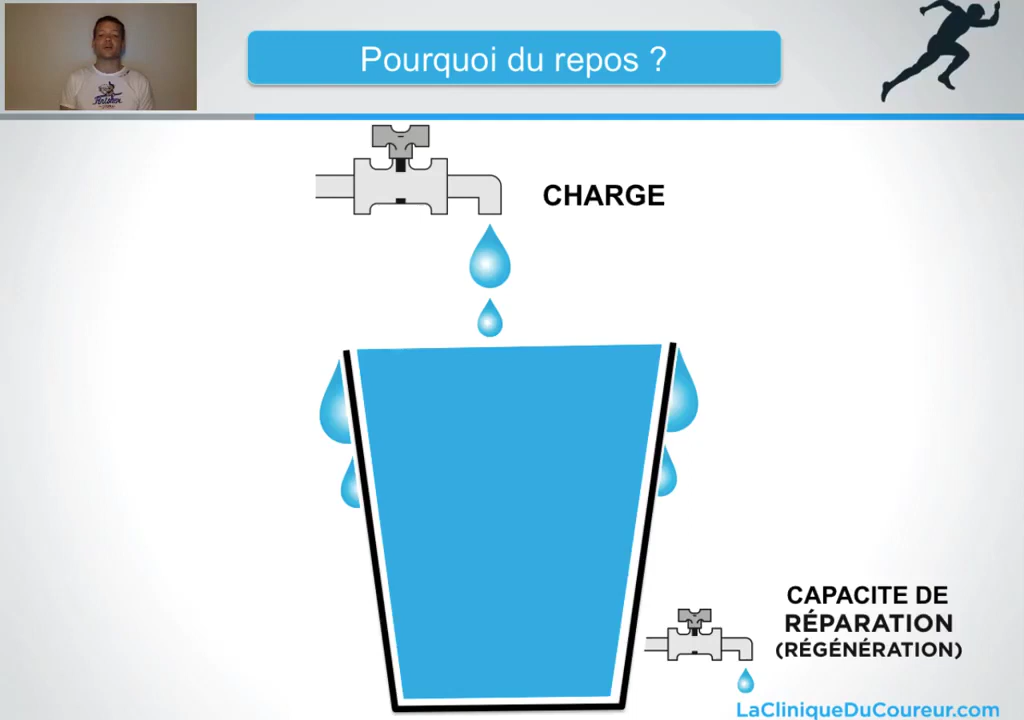 Pourquoi du repos ?
CHARGE
CAPACITE DE
RÉPARATION
(RÉGÉNÉRATION)
LaCliniqueDuCoureur.com